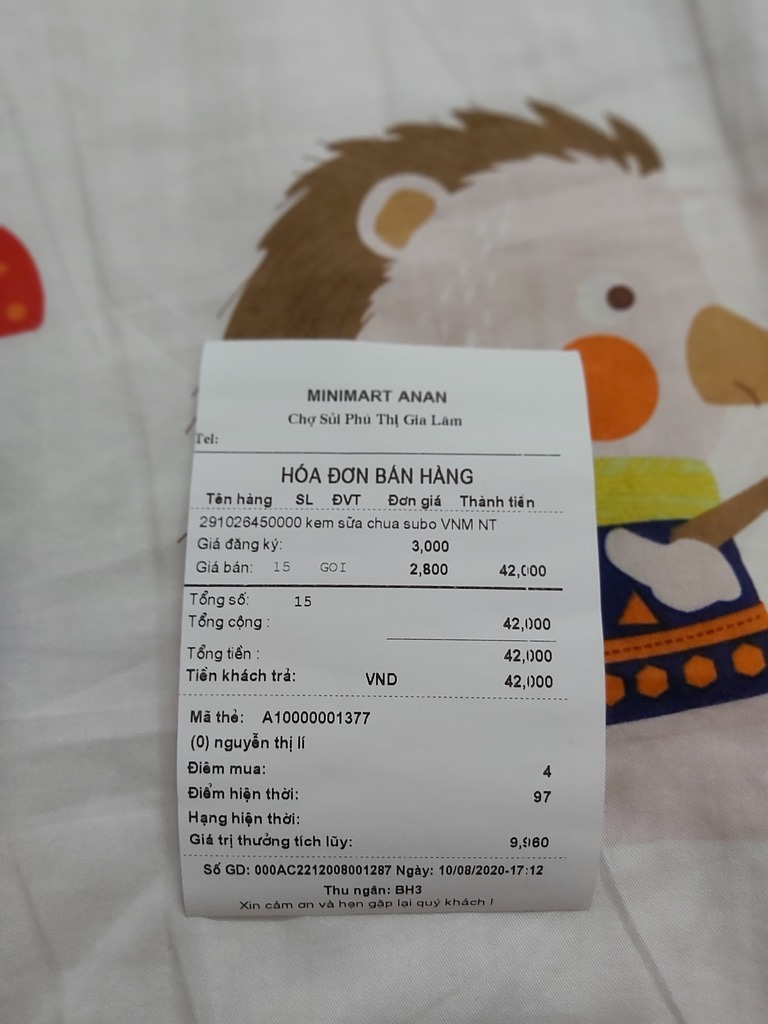 MINIMART ANAN
Chợ Sủi Phú Thị Gia Lâm
Tel:
HÓA ĐƠN BÁN HÀNG
Tên hàng SL ĐVT Đơn giá Thành tiền
291026450000 kem sữa chua subo VNM NT
Giá đăng ký: 3,000
Giá bán: 15 GOI 2,800 42,000
Tổng số: 15
Tổng cộng : 42,000
Tổng tiền : 42,000
Tiền khách trả: VND 42,000
Mã thẻ: A10000001377
(0) nguyễn thị lí
Điểm mua: 4
Điểm hiện thời: 97
Hạng hiện thời:
Giá trị thưởng tích lũy: 9,960
Số GD: 000AC2212008001287 Ngày: 10/08/2020-17:12
Thu ngân: BH3
Xin cảm ơn và hẹn gặp lại quý khách !